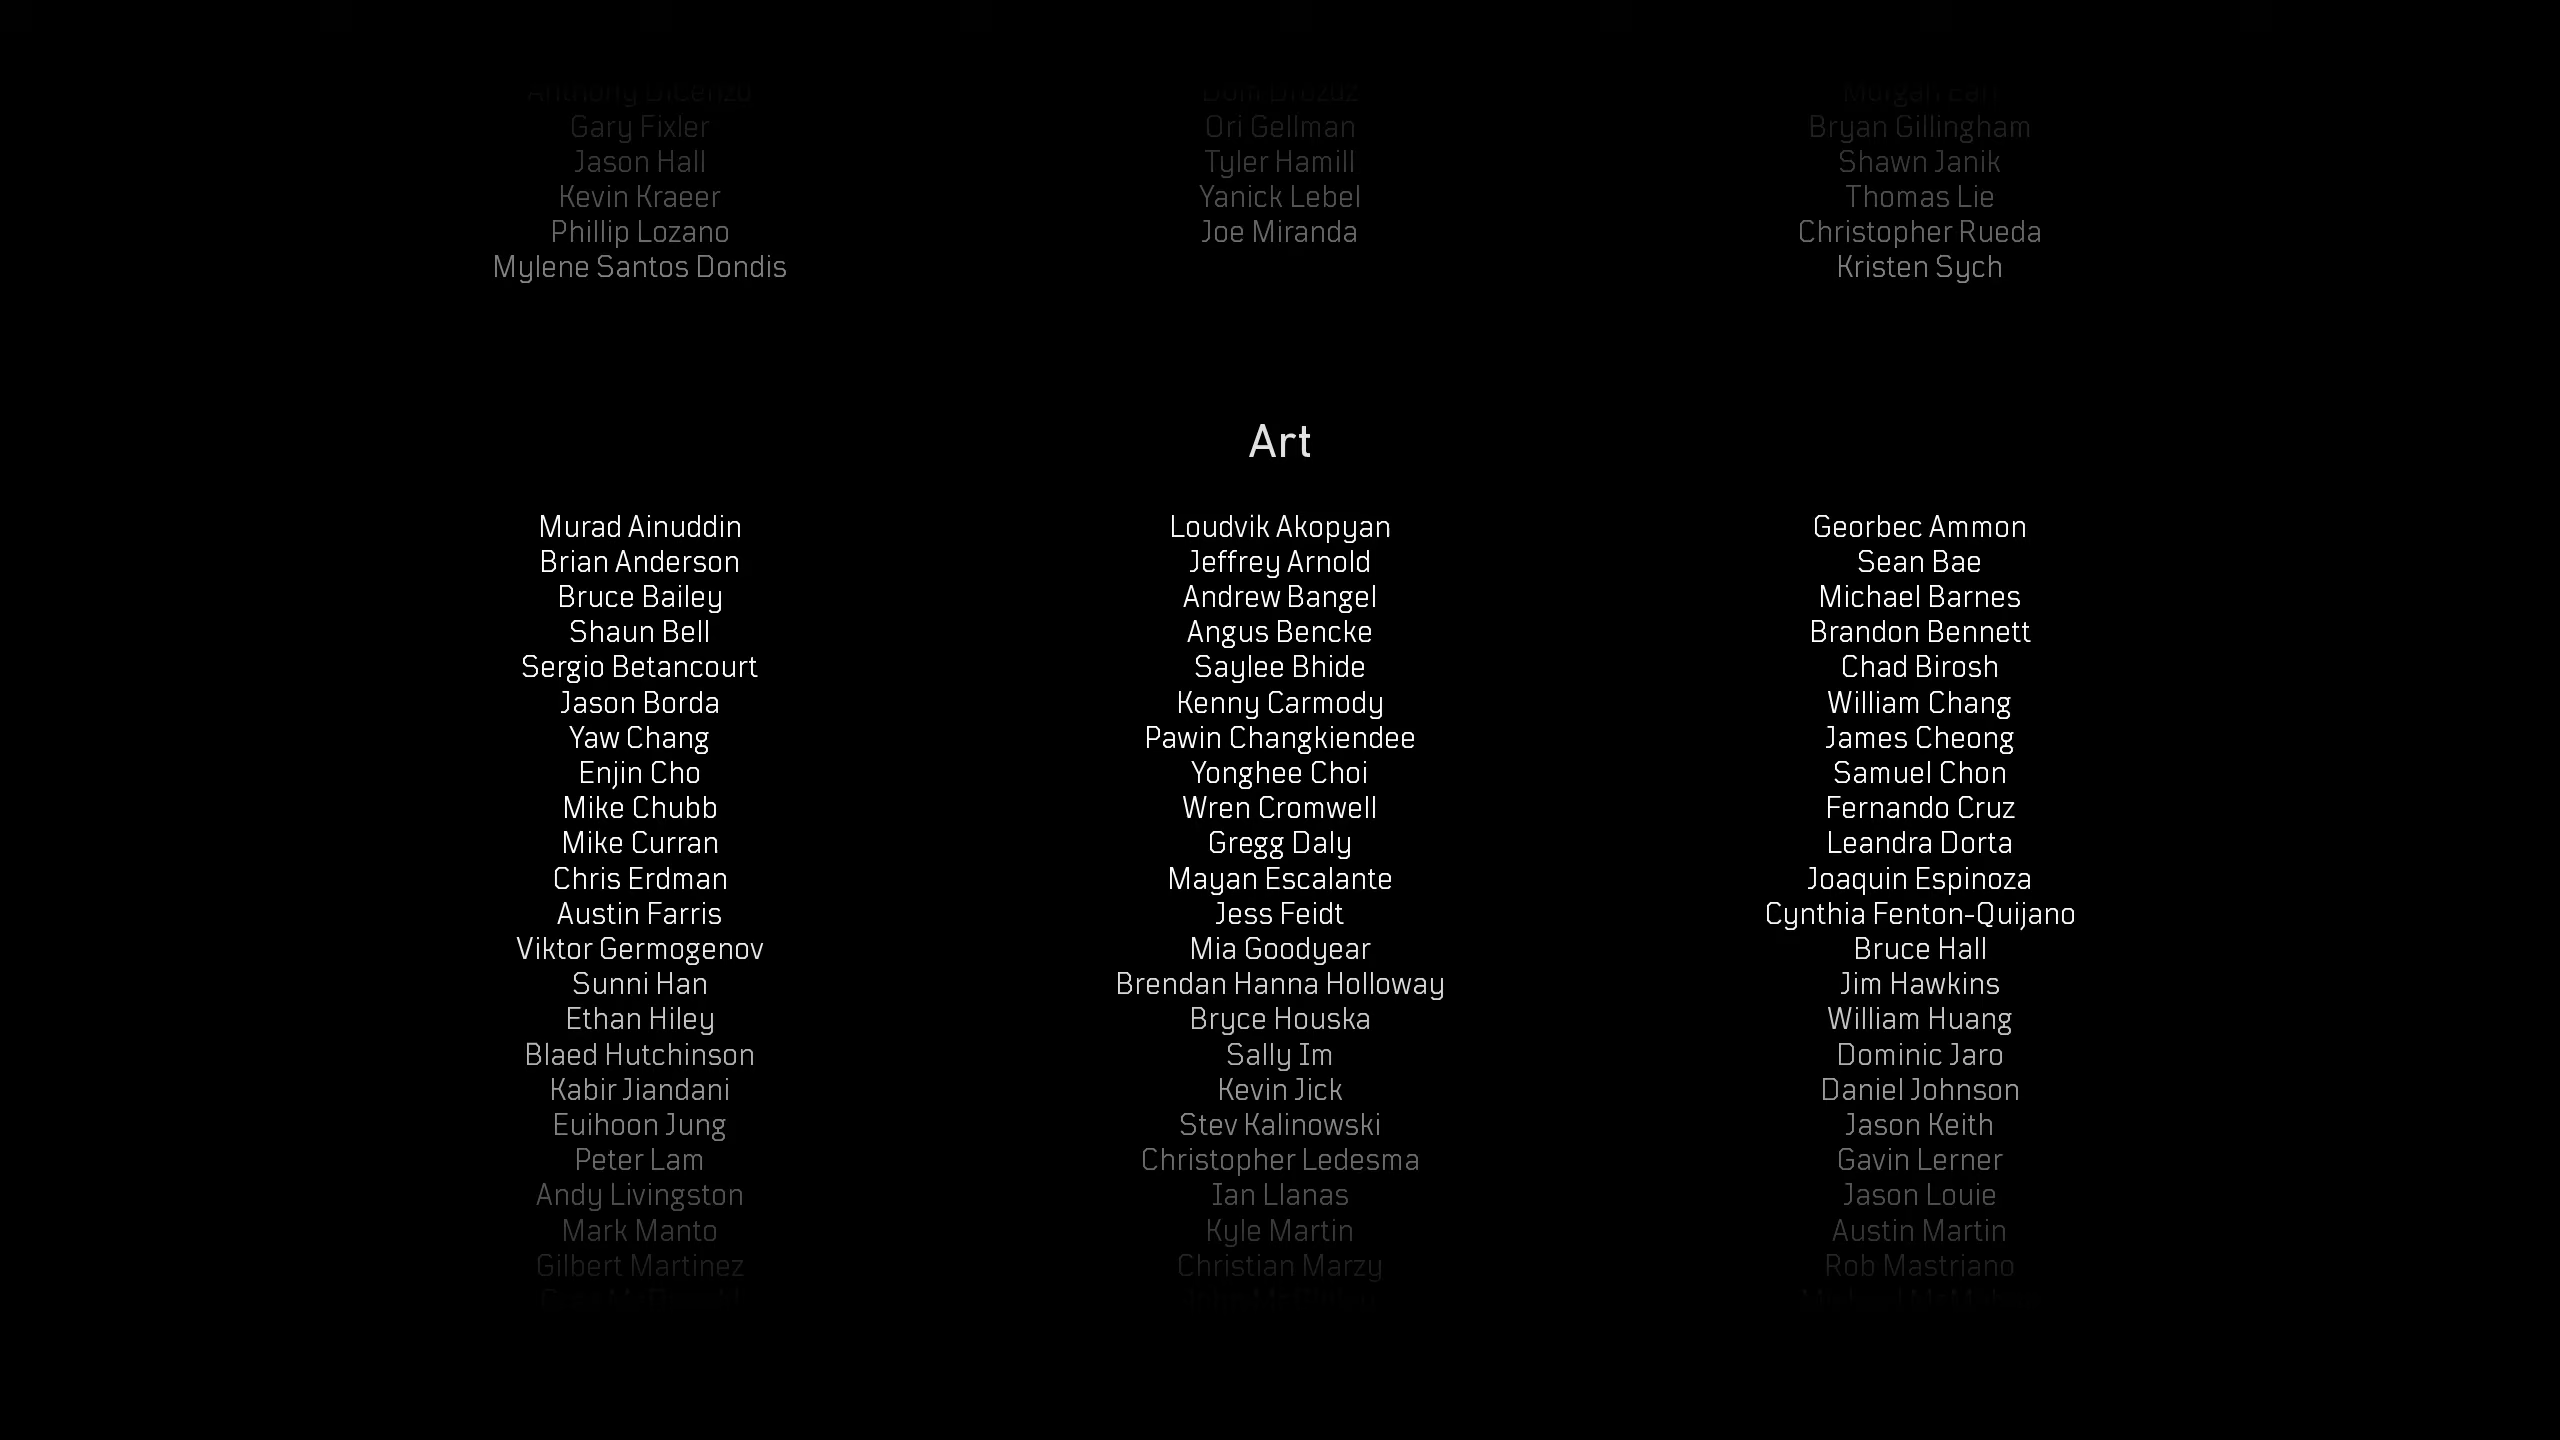 Anthony DiCenzo Dom Drozdz Morgan Earl
Gary Fixler Ori Gellman Bryan Gillingham
Jason Hall Tyler Hamill Shawn Janik
Kevin Kraeer Yanick Lebel Thomas Lie
Phillip Lozano Joe Miranda Christopher Rueda
Mylene Santos Dondis Kristen Sych
Art
Murad Ainuddin Loudvik Akopyan Georbec Ammon
Brian Anderson Jeffrey Arnold Sean Bae
Bruce Bailey Andrew Bangel Michael Barnes
Shaun Bell Angus Bencke Brandon Bennett
Sergio Betancourt Saylee Bhide Chad Birosh
Jason Borda Kenny Carmody William Chang
Yaw Chang Pawin Changkiendee James Cheong
Enjin Cho Yonghee Choi Samuel Chon
Mike Chubb Wren Cromwell Fernando Cruz
Mike Curran Gregg Daly Leandra Dorta
Chris Erdman Mayan Escalante Joaquin Espinoza
Austin Farris Jess Feidt Cynthia Fenton-Quijano
Viktor Germogenov Mia Goodyear Bruce Hall
Sunni Han Brendan Hanna Holloway Jim Hawkins
Ethan Hiley Bryce Houska William Huang
Blaed Hutchinson Sally Im Dominic Jaro
Kabir Jiandani Kevin Jick Daniel Johnson
Euihoon Jung Stev Kalinowski Jason Keith
Peter Lam Christopher Ledesma Gavin Lerner
Andy Livingston Ian Llanas Jason Louie
Mark Manto Kyle Martin Austin Martin
Gilbert Martinez Christian Marzy Rob Mastriano